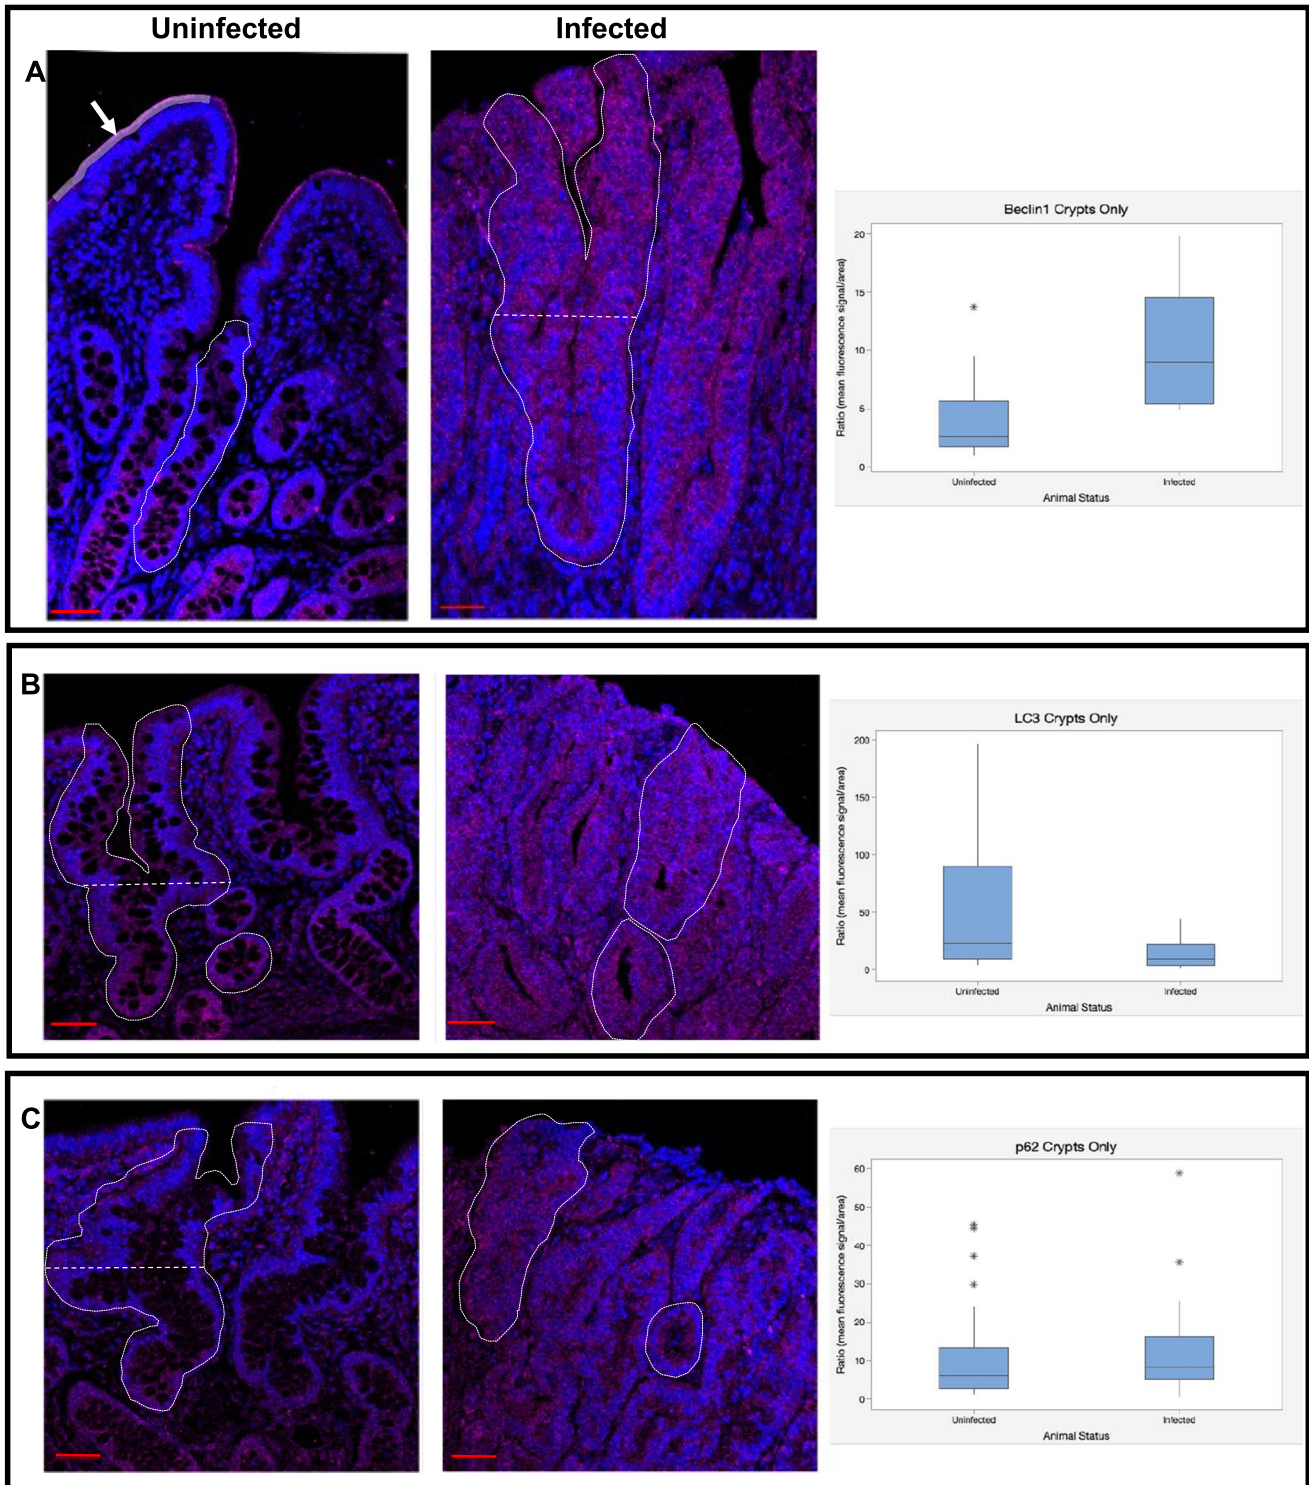 Uninfected
Infected
A
Beclin1 Crypts Only
Ratio (mean fluorescence signal/area)
20
15
10
5
0
Uninfected
Infected
Animal Status
B
LC3 Crypts Only
Ratio (mean fluorescence signal/area)
200
150
100
50
0
Uninfected
Infected
Animal Status
C
p62 Crypts Only
Ratio (mean fluorescence signal/area)
60
50
40
30
20
10
0
Uninfected
Infected
Animal Status